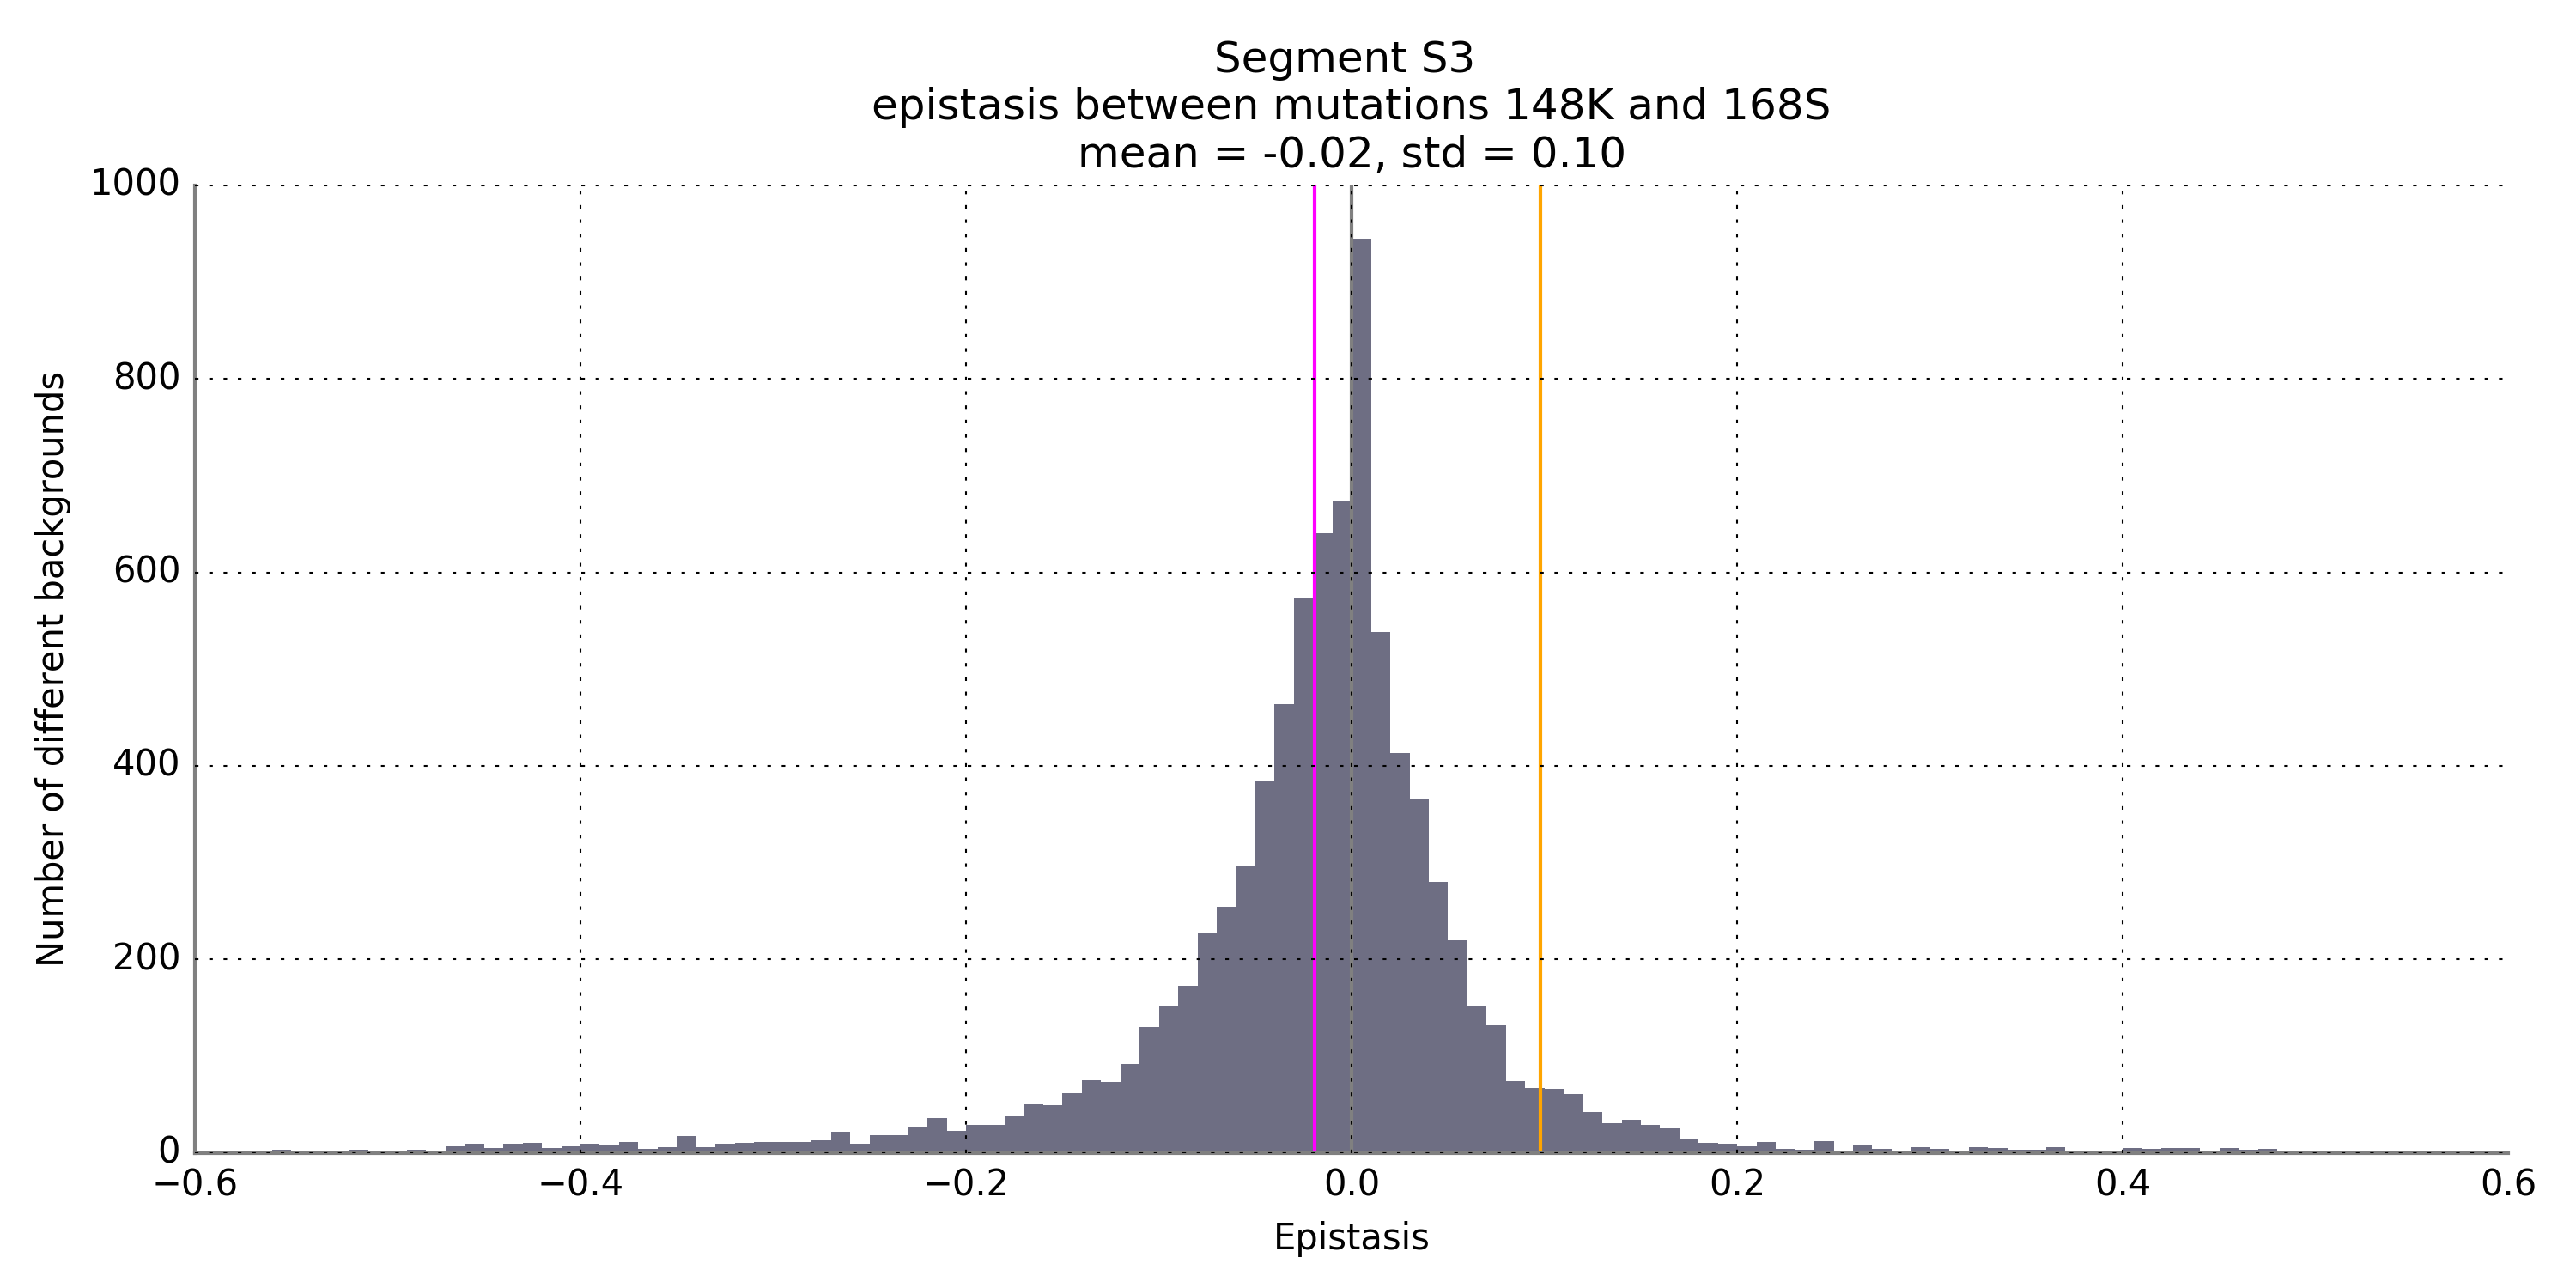 Segment S3
epistasis between mutations 148K and 168S
mean = -0.02, std = 0.10
1000
800
600
400
200
0
Number of different backgrounds
−0.6 −0.4 −0.2 0.0 0.2 0.4 0.6
Epistasis